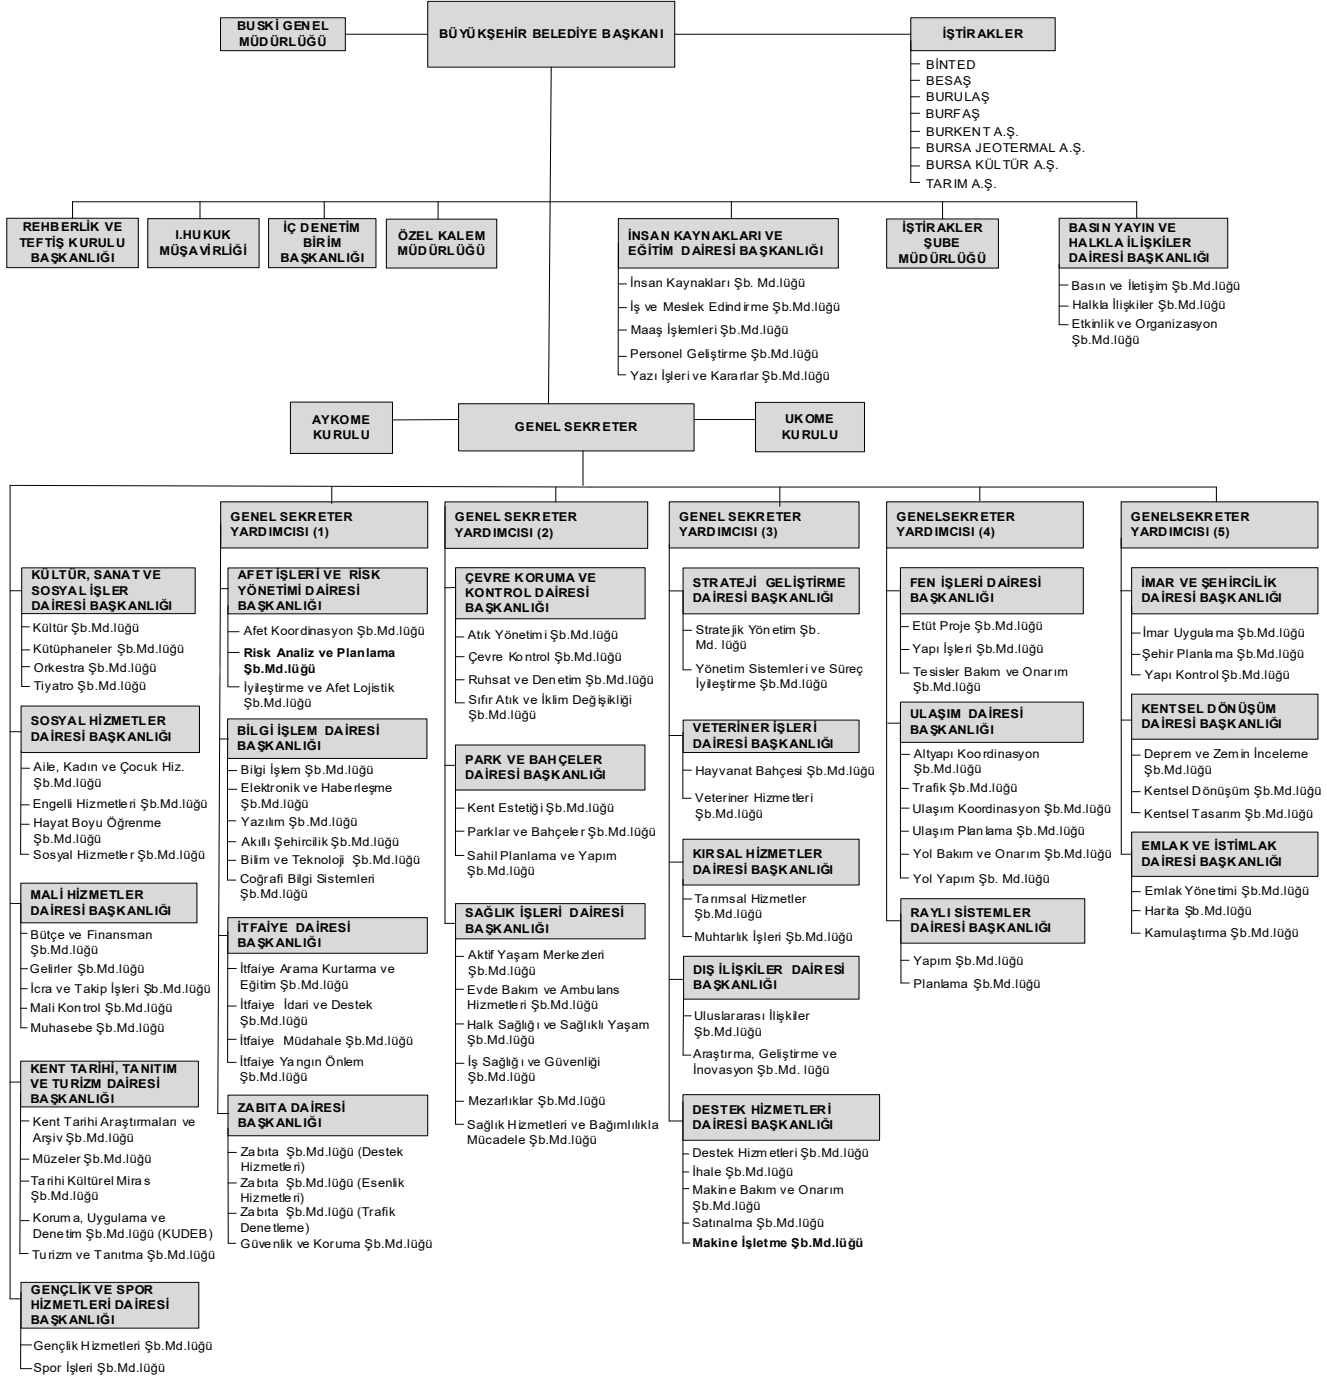 BUSKİ GENEL
MÜDÜRLÜĞÜ
BÜYÜKŞEHİR BELEDİYE BAŞKANI
İŞTİRAKLER
BİNTED
BESAŞ
BURULAŞ
BURFAŞ
BURKENT A.Ş.
BURSA JEOTERMAL A.Ş.
BURSA KÜLTÜR A.Ş.
TARIM A.Ş.
REHBERLİK VE
TEFTİŞ KURULU
BAŞKANLIĞI
I.HUKUK
MÜŞAVİRLİĞİ
İÇ DENETİM
BİRİM
BAŞKANLIĞI
ÖZEL KALEM
MÜDÜRLÜĞÜ
İNSAN KAYNAKLARI VE
EĞİTİM DAİRESİ BAŞKANLIĞI
İnsan Kaynakları Şb. Md.lüğü
İş ve Meslek Edindirme Şb.Md.lüğü
Maaş İşlemleri Şb.Md.lüğü
Personel Geliştirme Şb.Md.lüğü
Yazı İşleri ve Kararlar Şb.Md.lüğü
İŞTİRAKLER
ŞUBE
MÜDÜRLÜĞÜ
BASIN YAYIN VE
HALKLA İLİŞKİLER
DAİRESİ BAŞKANLIĞI
Basın ve İletişim Şb.Md.lüğü
Halkla İlişkiler Şb.Md.lüğü
Etkinlik ve Organizasyon
Şb.Md.lüğü
AYKOME
KURULU
GENEL SEKRETER
UKOME
KURULU
KÜLTÜR, SANAT VE
SOSYAL İŞLER
DAİRESİ BAŞKANLIĞI
Kültür Şb.Md.lüğü
Kütüphaneler Şb.Md.lüğü
Orkestra Şb.Md.lüğü
Tiyatro Şb.Md.lüğü
SOSYAL HİZMETLER
DAİRESİ BAŞKANLIĞI
Aile, Kadın ve Çocuk Hiz.
Şb.Md.lüğü
Engelli Hizmetleri Şb.Md.lüğü
Hayat Boyu Öğrenme
Şb.Md.lüğü
Sosyal Hizmetler Şb.Md.lüğü
MALİ HİZMETLER
DAİRESİ BAŞKANLIĞI
Bütçe ve Finansman
Şb.Md.lüğü
Gelirler Şb.Md.lüğü
İcra ve Takip İşleri Şb.Md.lüğü
Mali Kontrol Şb.Md.lüğü
Muhasebe Şb.Md.lüğü
KENT TARİHİ, TANITIM
VE TURİZM DAİRESİ
BAŞKANLIĞI
Kent Tarihi Araştırmaları ve
Arşiv Şb.Md.lüğü
Müzeler Şb.Md.lüğü
Tarihi Kültürel Miras
Şb.Md.lüğü
Koruma, Uygulama ve
Denetim Şb.Md.lüğü (KUDEB)
Turizm ve Tanıtma Şb.Md.lüğü
GENÇLİK VE SPOR
HİZMETLERİ DAİRESİ
BAŞKANLIĞI
Gençlik Hizmetleri Şb.Md.lüğü
Spor İşleri Şb.Md.lüğü
GENEL SEKRETER
YARDIMCISI (1)
AFET İŞLERİ VE RİSK
YÖNETİMİ DAİRESİ
BAŞKANLIĞI
Afet Koordinasyon Şb.Md.lüğü
Risk Analiz ve Planlama
Şb.Md.lüğü
İyileştirme ve Afet Lojistik
Şb.Md.lüğü
BİLGİ İŞLEM DAİRESİ
BAŞKANLIĞI
Bilgi İşlem Şb.Md.lüğü
Elektronik ve Haberleşme
Şb.Md.lüğü
Yazılım Şb.Md.lüğü
Akıllı Şehircilik Şb.Md.lüğü
Bilim ve Teknoloji Şb.Md.lüğü
Coğrafi Bilgi Sistemleri
Şb.Md.lüğü
İTFAİYE DAİRESİ
BAŞKANLIĞI
İtfaiye Arama Kurtarma ve
Eğitim Şb.Md.lüğü
İtfaiye İdari ve Destek
Şb.Md.lüğü
İtfaiye Müdahale Şb.Md.lüğü
İtfaiye Yangın Önlem
Şb.Md.lüğü
ZABITA DAİRESİ
BAŞKANLIĞI
Zabıta Şb.Md.lüğü (Destek
Hizmetleri)
Zabıta Şb.Md.lüğü (Esenlik
Hizmetleri)
Zabıta Şb.Md.lüğü (Trafik
Denetleme)
Güvenlik ve Koruma Şb.Md.lüğü
GENEL SEKRETER
YARDIMCISI (2)
ÇEVRE KORUMA VE
KONTROL DAİRESİ
BAŞKANLIĞI
Atık Yönetimi Şb.Md.lüğü
Çevre Kontrol Şb.Md.lüğü
Ruhsat ve Denetim Şb.Md.lüğü
Sıfır Atık ve İklim Değişikliği
Şb.Md.lüğü
PARK VE BAHÇELER
DAİRESİ BAŞKANLIĞI
Kent Estetiği Şb.Md.lüğü
Parklar ve Bahçeler Şb.Md.lüğü
Sahil Planlama ve Yapım
Şb.Md.lüğü
SAĞLIK İŞLERİ DAİRESİ
BAŞKANLIĞI
Aktif Yaşam Merkezleri
Şb.Md.lüğü
Evde Bakım ve Ambulans
Hizmetleri Şb.Md.lüğü
Halk Sağlığı ve Sağlıklı Yaşam
Şb.Md.lüğü
İş Sağlığı ve Güvenliği
Şb.Md.lüğü
Mezarlıklar Şb.Md.lüğü
Sağlık Hizmetleri ve Bağımlılıkla
Mücadele Şb.Md.lüğü
GENEL SEKRETER
YARDIMCISI (3)
STRATEJİ GELİŞTİRME
DAİRESİ BAŞKANLIĞI
Stratejik Yönetim Şb.
Md. lüğü
Yönetim Sistemleri ve Süreç
İyileştirme Şb.Md.lüğü
VETERİNER İŞLERİ
DAİRESİ BAŞKANLIĞI
Hayvanat Bahçesi Şb.Md.lüğü
Veteriner Hizmetleri
Şb.Md.lüğü
KIRSAL HİZMETLER
DAİRESİ BAŞKANLIĞI
Tarımsal Hizmetler
Şb.Md.lüğü
Muhtarlık İşleri Şb.Md.lüğü
DIŞ İLİŞKİLER DAİRESİ
BAŞKANLIĞI
Uluslararası İlişkiler
Şb.Md.lüğü
Araştırma, Geliştirme ve
İnovasyon Şb.Md. lüğü
DESTEK HİZMETLERİ
DAİRESİ BAŞKANLIĞI
Destek Hizmetleri Şb.Md.lüğü
İhale Şb.Md.lüğü
Makine Bakım ve Onarım
Şb.Md.lüğü
Satınalma Şb.Md.lüğü
Makine İşletme Şb.Md.lüğü
GENELSEKRETER
YARDIMCISI (4)
FEN İŞLERİ DAİRESİ
BAŞKANLIĞI
Etüt Proje Şb.Md.lüğü
Yapı İşleri Şb.Md.lüğü
Tesisler Bakım ve Onarım
Şb.Md.lüğü
ULAŞIM DAİRESİ
BAŞKANLIĞI
Altyapı Koordinasyon
Şb.Md.lüğü
Trafik Şb.Md.lüğü
Ulaşım Koordinasyon Şb.Md.lüğü
Ulaşım Planlama Şb.Md.lüğü
Yol Bakım ve Onarım Şb.Md.lüğü
Yol Yapım Şb. Md.lüğü
RAYLI SİSTEMLER
DAİRESİ BAŞKANLIĞI
Yapım Şb.Md.lüğü
Planlama Şb.Md.lüğü
GENELSEKRETER
YARDIMCISI (5)
İMAR VE ŞEHİRCİLİK
DAİRESİ BAŞKANLIĞI
İmar Uygulama Şb.Md.lüğü
Şehir Planlama Şb.Md.lüğü
Yapı Kontrol Şb.Md.lüğü
KENTSEL DÖNÜŞÜM
DAİRESİ BAŞKANLIĞI
Deprem ve Zemin İnceleme
Şb.Md.lüğü
Kentsel Dönüşüm Şb.Md.lüğü
Kentsel Tasarım Şb.Md.lüğü
EMLAK VE İSTİMLAK
DAİRESİ BAŞKANLIĞI
Emlak Yönetimi Şb.Md.lüğü
Harita Şb.Md.lüğü
Kamulaştırma Şb.Md.lüğü